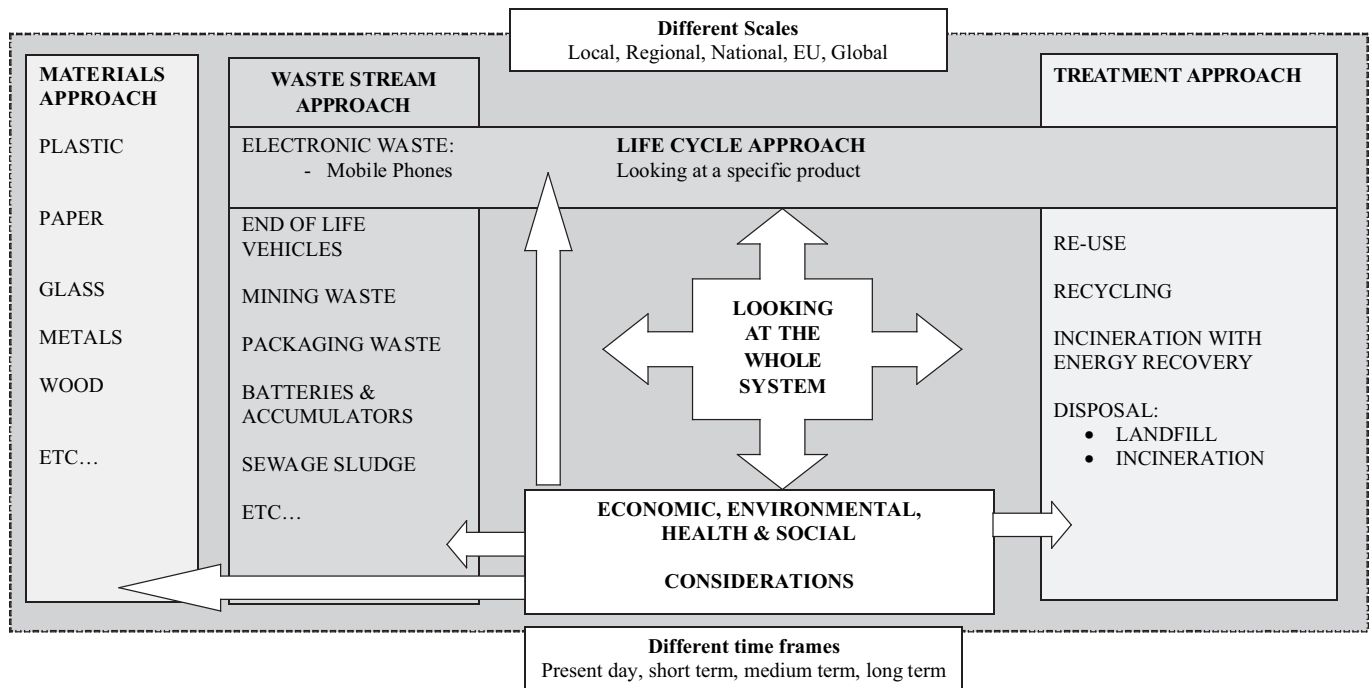 Different Scales
Local, Regional, National, EU, Global
MATERIALS
APPROACH
PLASTIC
PAPER
GLASS
METALS
WOOD
ETC…
WASTE STREAM
APPROACH
ELECTRONIC WASTE:
- Mobile Phones
END OF LIFE
VEHICLES
MINING WASTE
PACKAGING WASTE
BATTERIES &
ACCUMULATORS
SEWAGE SLUDGE
ETC…
LIFE CYCLE APPROACH
Looking at a specific product
LOOKING
AT THE
WHOLE
SYSTEM
ECONOMIC, ENVIRONMENTAL,
HEALTH & SOCIAL
CONSIDERATIONS
TREATMENT APPROACH
RE-USE
RECYCLING
INCINERATION WITH
ENERGY RECOVERY
DISPOSAL:
• LANDFILL
• INCINERATION
Different time frames
Present day, short term, medium term, long term